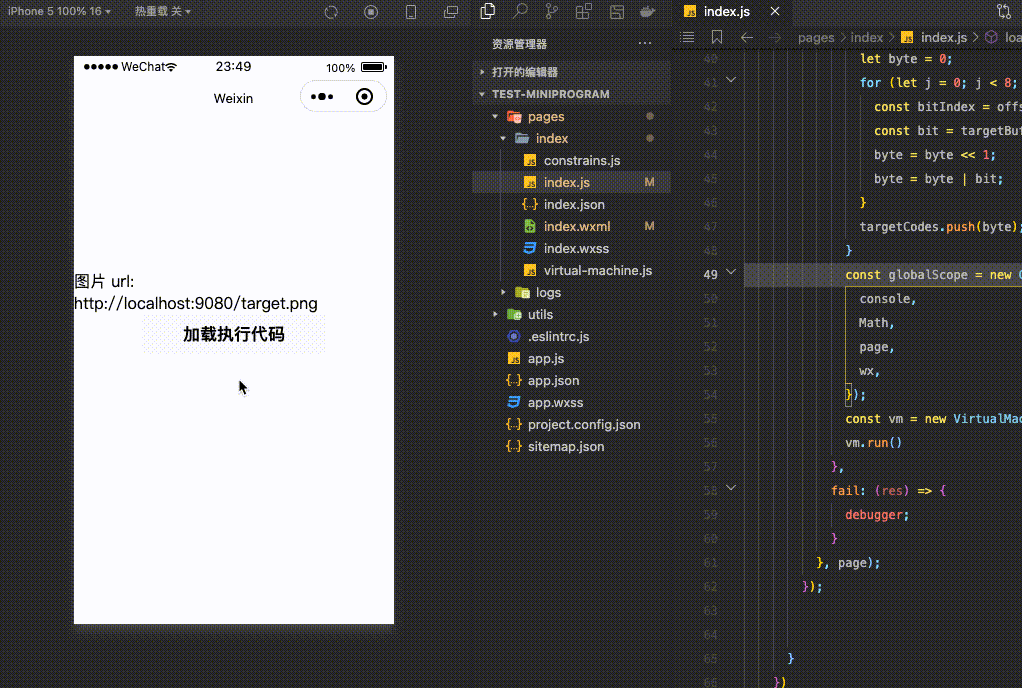 iPhone 5 100% 16
热重载 关
WeChat
23:49
100%
Weixin
图片 url:
http://localhost:9080/target.png
加载执行代码
资源管理器
打开的编辑器
TEST-MINIPROGRAM
pages
index
constrains.js
index.js M
index.json
index.wxml M
index.wxss
virtual-machine.js
logs
utils
.eslintrc.js
app.js
app.json
app.wxss
project.config.json
sitemap.json
index.js
pages > index > index.js > loa
40 let byte = 0;
41 for (let j = 0; j < 8;
42 const bitIndex = offs
43 const bit = targetBuf
44 byte = byte << 1;
45 byte = byte | bit;
46 }
47 targetCodes.push(byte);
48 }
49 const globalScope = new
50 console,
51 Math,
52 page,
53 wx,
54 });
55 const vm = new VirtualMac
56 vm.run()
57 },
58 fail: (res) => {
59 debugger;
60 }
61 }, page);
62 });
63
64
65 }
66 })